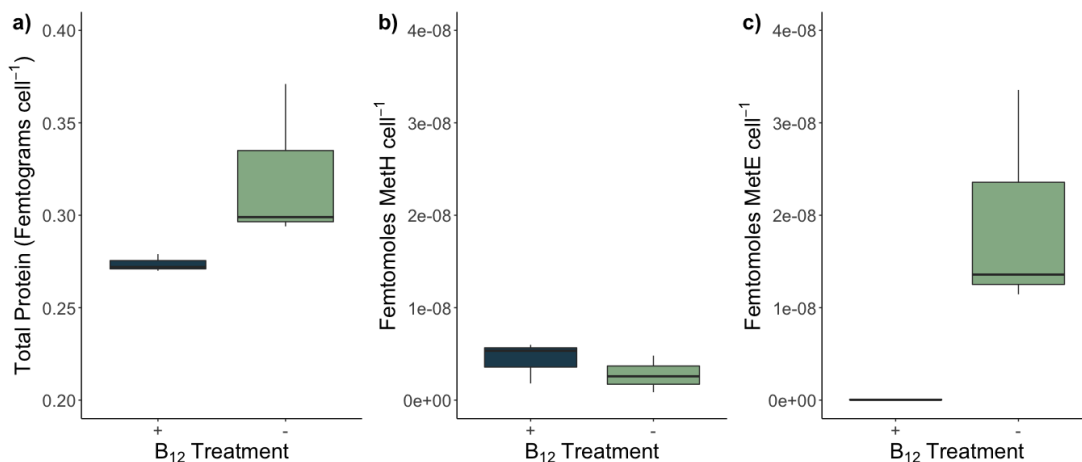 a)
Total Protein (Femtograms cell⁻¹)
0.40
0.35
0.30
0.25
0.20
+
-
B₁₂ Treatment
b)
Femtomoles MetH cell⁻¹
4e-08
3e-08
2e-08
1e-08
0e+00
+
-
B₁₂ Treatment
c)
Femtomoles MetE cell⁻¹
4e-08
3e-08
2e-08
1e-08
0e+00
+
-
B₁₂ Treatment